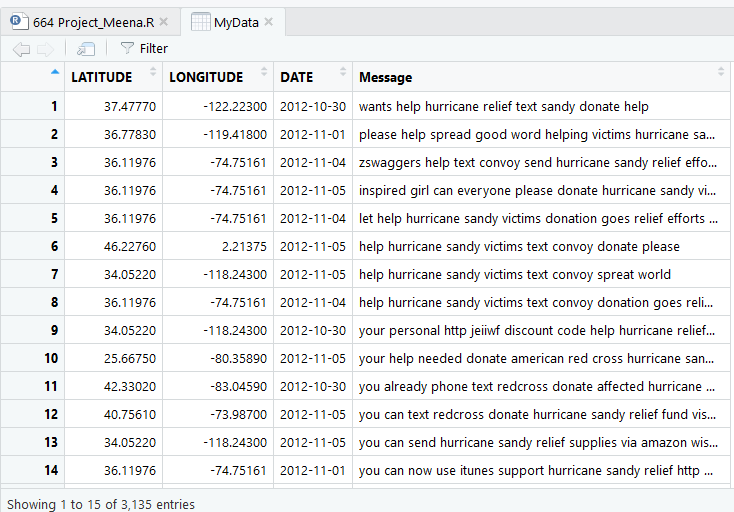 664 Project_Meena.R MyData
Filter
LATITUDE LONGITUDE DATE Message
1 37.47770 -122.22300 2012-10-30 wants help hurricane relief text sandy donate help
2 36.77830 -119.41800 2012-11-01 please help spread good word helping victims hurricane sa...
3 36.11976 -74.75161 2012-11-04 zswaggers help text convoy send hurricane sandy relief effo...
4 36.11976 -74.75161 2012-11-05 inspired girl can everyone please donate hurricane sandy vi...
5 36.11976 -74.75161 2012-11-04 let help hurricane sandy victims donation goes relief efforts ...
6 46.22760 2.21375 2012-11-05 help hurricane sandy victims text convoy donate please
7 34.05220 -118.24300 2012-11-05 help hurricane sandy victims text convoy spreat world
8 36.11976 -74.75161 2012-11-04 help hurricane sandy victims text convoy donation goes reli...
9 34.05220 -118.24300 2012-10-30 your personal http jeiiwf discount code help hurricane relief...
10 25.66750 -80.35890 2012-11-05 your help needed donate american red cross hurricane san...
11 42.33020 -83.04590 2012-10-30 you already phone text redcross donate affected hurricane ...
12 40.75610 -73.98700 2012-11-05 you can text redcross donate hurricane sandy relief fund vis...
13 34.05220 -118.24300 2012-11-05 you can send hurricane sandy relief supplies via amazon wis...
14 36.11976 -74.75161 2012-11-01 you can now use itunes support hurricane sandy relief http ...
Showing 1 to 15 of 3,135 entries